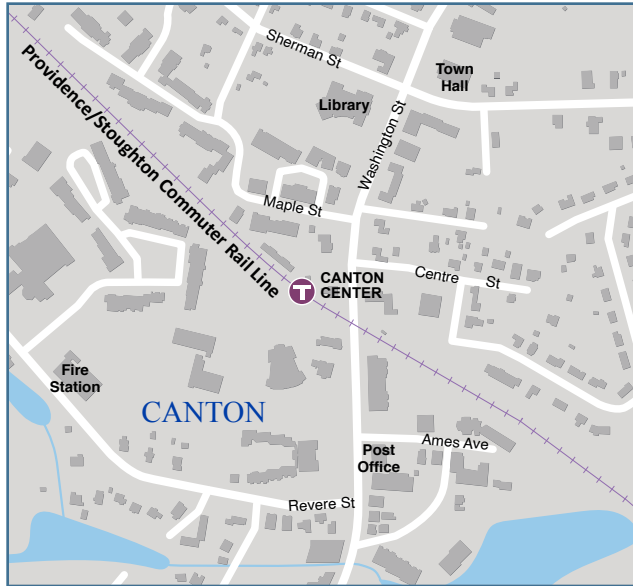 Sherman St
Town
Hall
Library
Washington St
Providence/Stoughton Commuter Rail Line
Maple St
Centre St
T
CANTON
CENTER
Fire
Station
CANTON
Ames Ave
Post
Office
Revere St